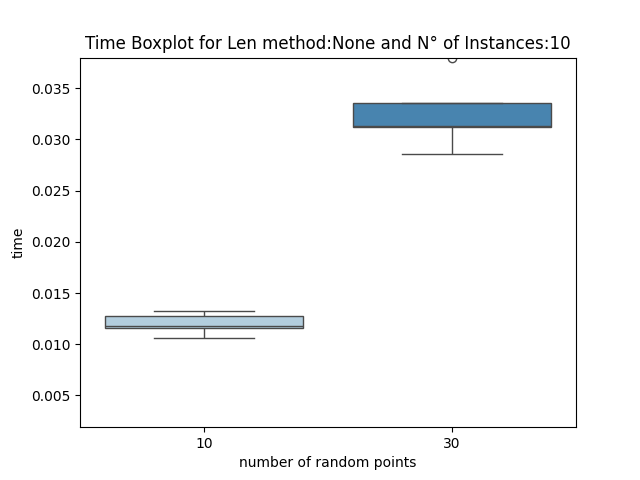 Time Boxplot for Len method:None and N° of Instances:10
0.035
0.030
0.025
0.020
0.015
0.010
0.005
time
10 30
number of random points